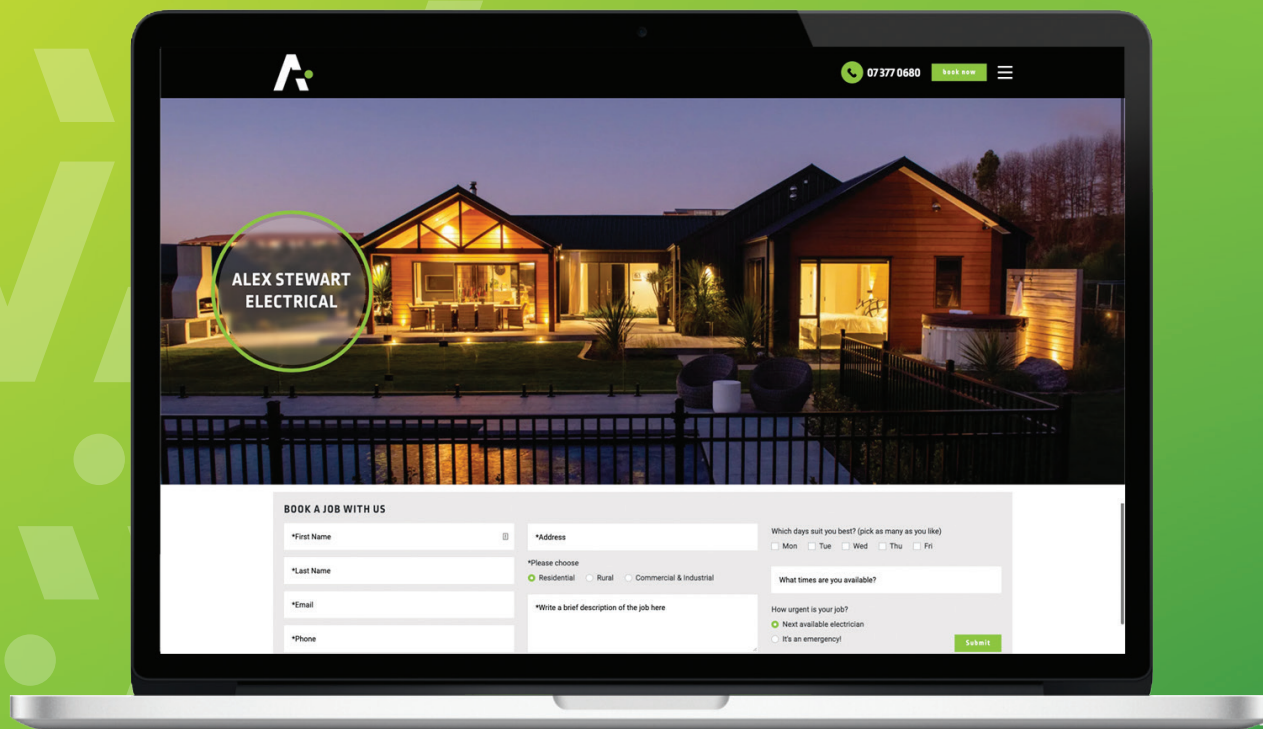 07 377 0680
book now
ALEX STEWART
ELECTRICAL
BOOK A JOB WITH US
*First Name
*Last Name
*Email
*Phone
*Address
*Please choose
Residential Rural Commercial & Industrial
*Write a brief description of the job here
Which days suit you best? (pick as many as you like)
Mon Tue Wed Thu Fri
What times are you available?
How urgent is your job?
Next available electrician
It's an emergency!
Submit